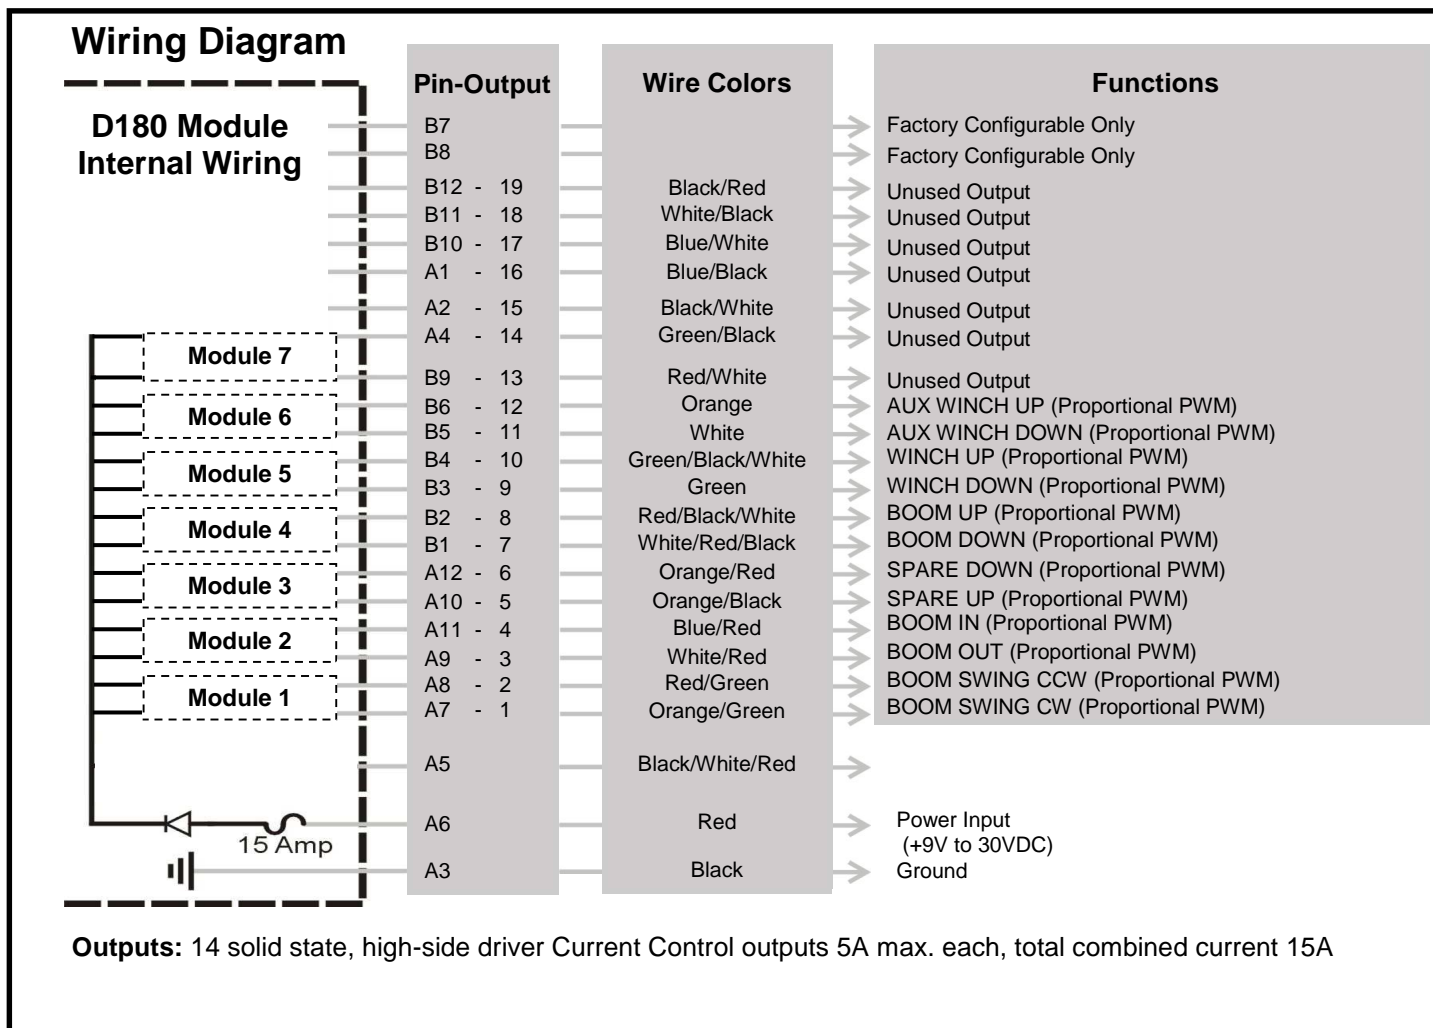 Wiring Diagram
Pin-Output Wire Colors Functions
D180 Module
Internal Wiring
B7 Factory Configurable Only
B8 Factory Configurable Only
B12 - 19 Black/Red Unused Output
B11 - 18 White/Black Unused Output
B10 - 17 Blue/White Unused Output
A1 - 16 Blue/Black Unused Output
A2 - 15 Black/White Unused Output
A4 - 14 Green/Black Unused Output
Module 7
B9 - 13 Red/White Unused Output
B6 - 12 Orange AUX WINCH UP (Proportional PWM)
Module 6
B5 - 11 White AUX WINCH DOWN (Proportional PWM)
B4 - 10 Green/Black/White WINCH UP (Proportional PWM)
Module 5
B3 - 9 Green WINCH DOWN (Proportional PWM)
B2 - 8 Red/Black/White BOOM UP (Proportional PWM)
Module 4
B1 - 7 White/Red/Black BOOM DOWN (Proportional PWM)
A12 - 6 Orange/Red SPARE DOWN (Proportional PWM)
Module 3
A10 - 5 Orange/Black SPARE UP (Proportional PWM)
A11 - 4 Blue/Red BOOM IN (Proportional PWM)
Module 2
A9 - 3 White/Red BOOM OUT (Proportional PWM)
A8 - 2 Red/Green BOOM SWING CCW (Proportional PWM)
Module 1
A7 - 1 Orange/Green BOOM SWING CW (Proportional PWM)
A5 Black/White/Red
A6 Red Power Input
15 Amp (+9V to 30VDC)
A3 Black Ground
Outputs: 14 solid state, high-side driver Current Control outputs 5A max. each, total combined current 15A